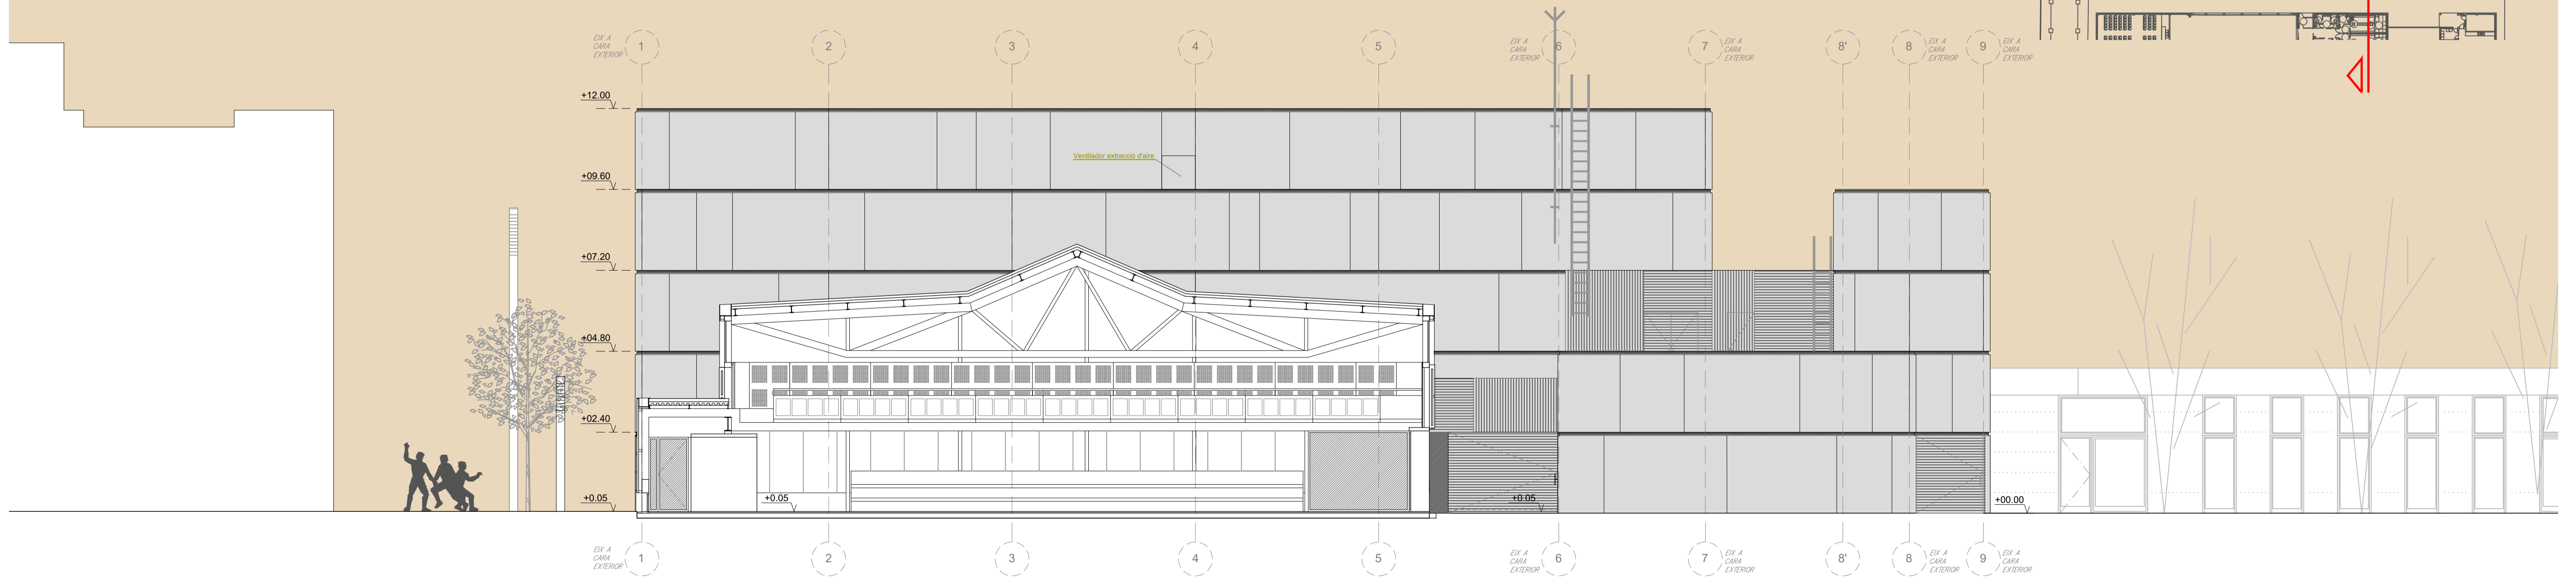 EIX A
CARA
EXTERIOR
1
2
3
4
5
EIX A
CARA
EXTERIOR
6
7
EIX A
CARA
EXTERIOR
8'
8
EIX A
CARA
EXTERIOR
9
EIX A
CARA
EXTERIOR
+12.00
Ventilador extracció d'aire
+09.60
+07.20
+04.80
+02.40
+0.05
+0.05
+00.00
EIX A
CARA
EXTERIOR
1
2
3
4
5
EIX A
CARA
EXTERIOR
6
7
EIX A
CARA
EXTERIOR
8'
8
EIX A
CARA
EXTERIOR
9
EIX A
CARA
EXTERIOR